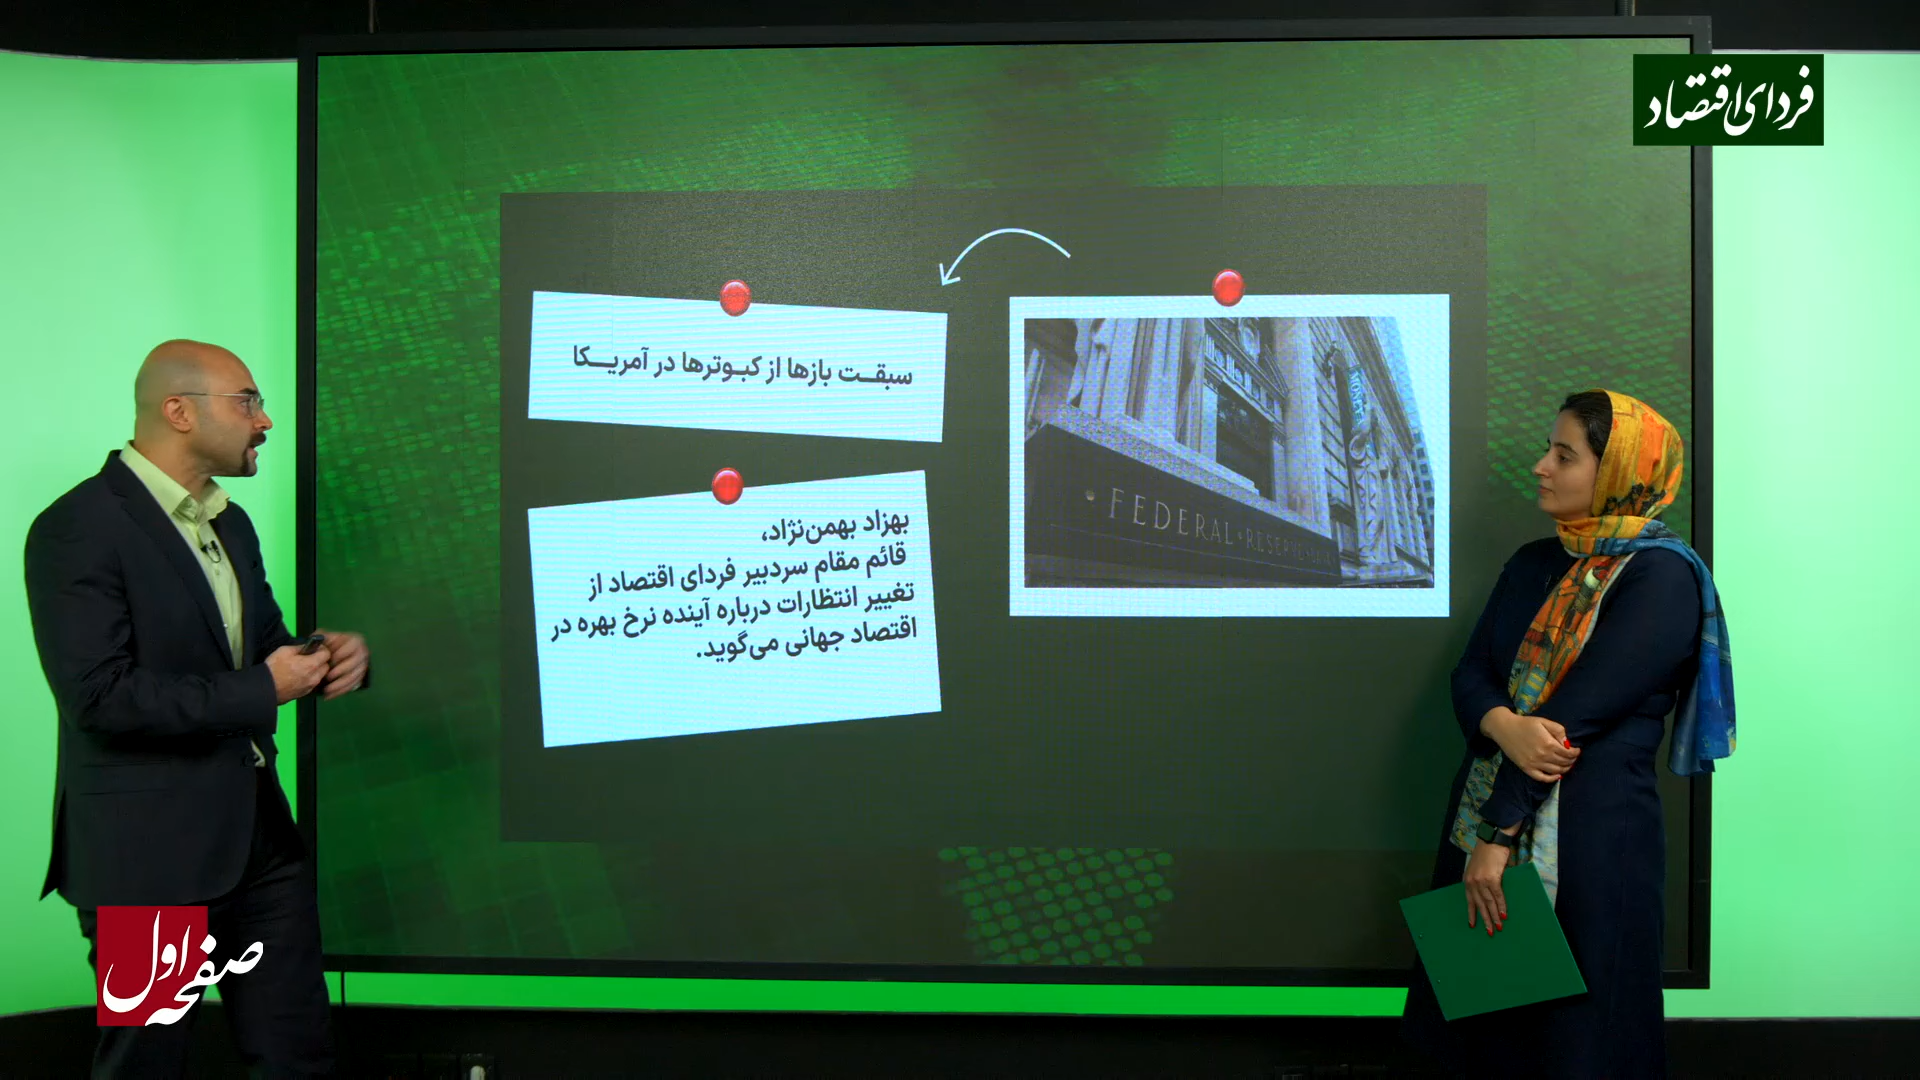 فردای اقتصاد
سبقت بازها از کبوترها در آمریکا
بهزاد بهمن‌نژاد،
قائم مقام سردبیر فردای اقتصاد از
تغییر انتظارات درباره آینده نرخ بهره در
اقتصاد جهانی می‌گوید.
FEDERAL RESERVE
صفحه اول